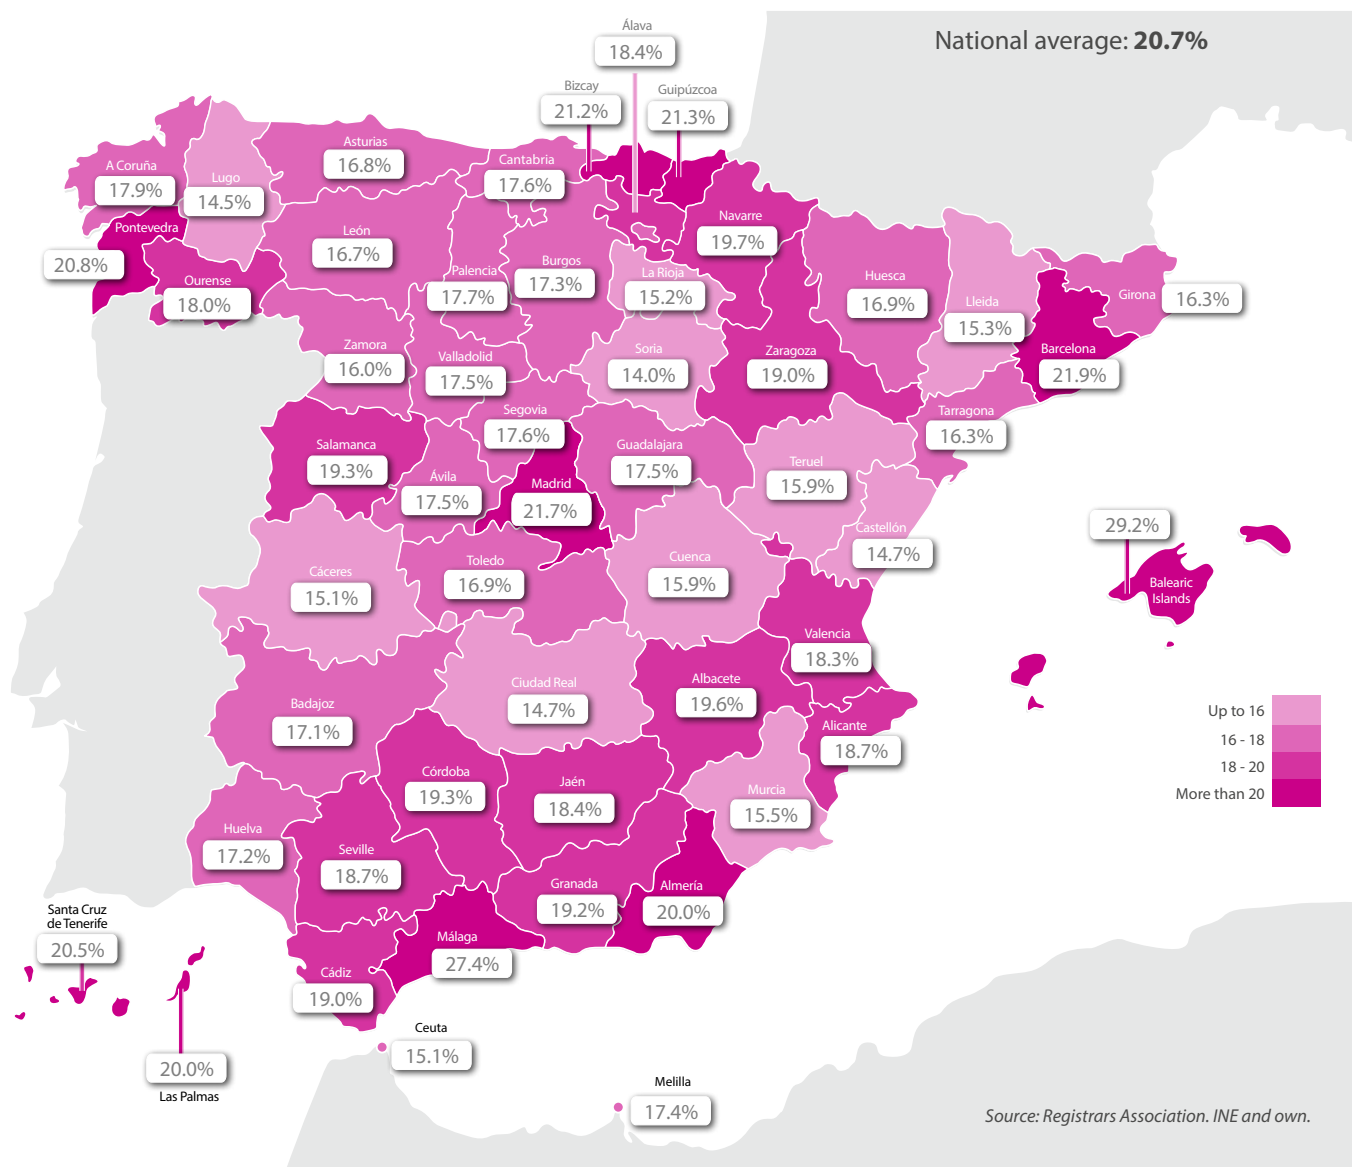 National average: 20.7%
Álava
18.4%
Bizcay
21.2%
Guipúzcoa
21.3%
Asturias
16.8%
Cantabria
17.6%
A Coruña
17.9%
Lugo
14.5%
Pontevedra
20.8%
Ourense
18.0%
León
16.7%
Palencia
17.7%
Burgos
17.3%
La Rioja
15.2%
Navarre
19.7%
Huesca
16.9%
Lleida
15.3%
Girona
16.3%
Barcelona
21.9%
Zamora
16.0%
Valladolid
17.5%
Soria
14.0%
Zaragoza
19.0%
Tarragona
16.3%
Segovia
17.6%
Salamanca
19.3%
Ávila
17.5%
Madrid
21.7%
Guadalajara
17.5%
Teruel
15.9%
Castellón
14.7%
29.2%
Balearic
Islands
Cáceres
15.1%
Toledo
16.9%
Cuenca
15.9%
Valencia
18.3%
Badajoz
17.1%
Ciudad Real
14.7%
Albacete
19.6%
Alicante
18.7%
Up to 16
16 - 18
18 - 20
More than 20
Córdoba
19.3%
Jaén
18.4%
Murcia
15.5%
Huelva
17.2%
Seville
18.7%
Granada
19.2%
Almería
20.0%
Málaga
27.4%
Cádiz
19.0%
Santa Cruz
de Tenerife
20.5%
20.0%
Las Palmas
Ceuta
15.1%
Melilla
17.4%
Source: Registrars Association. INE and own.